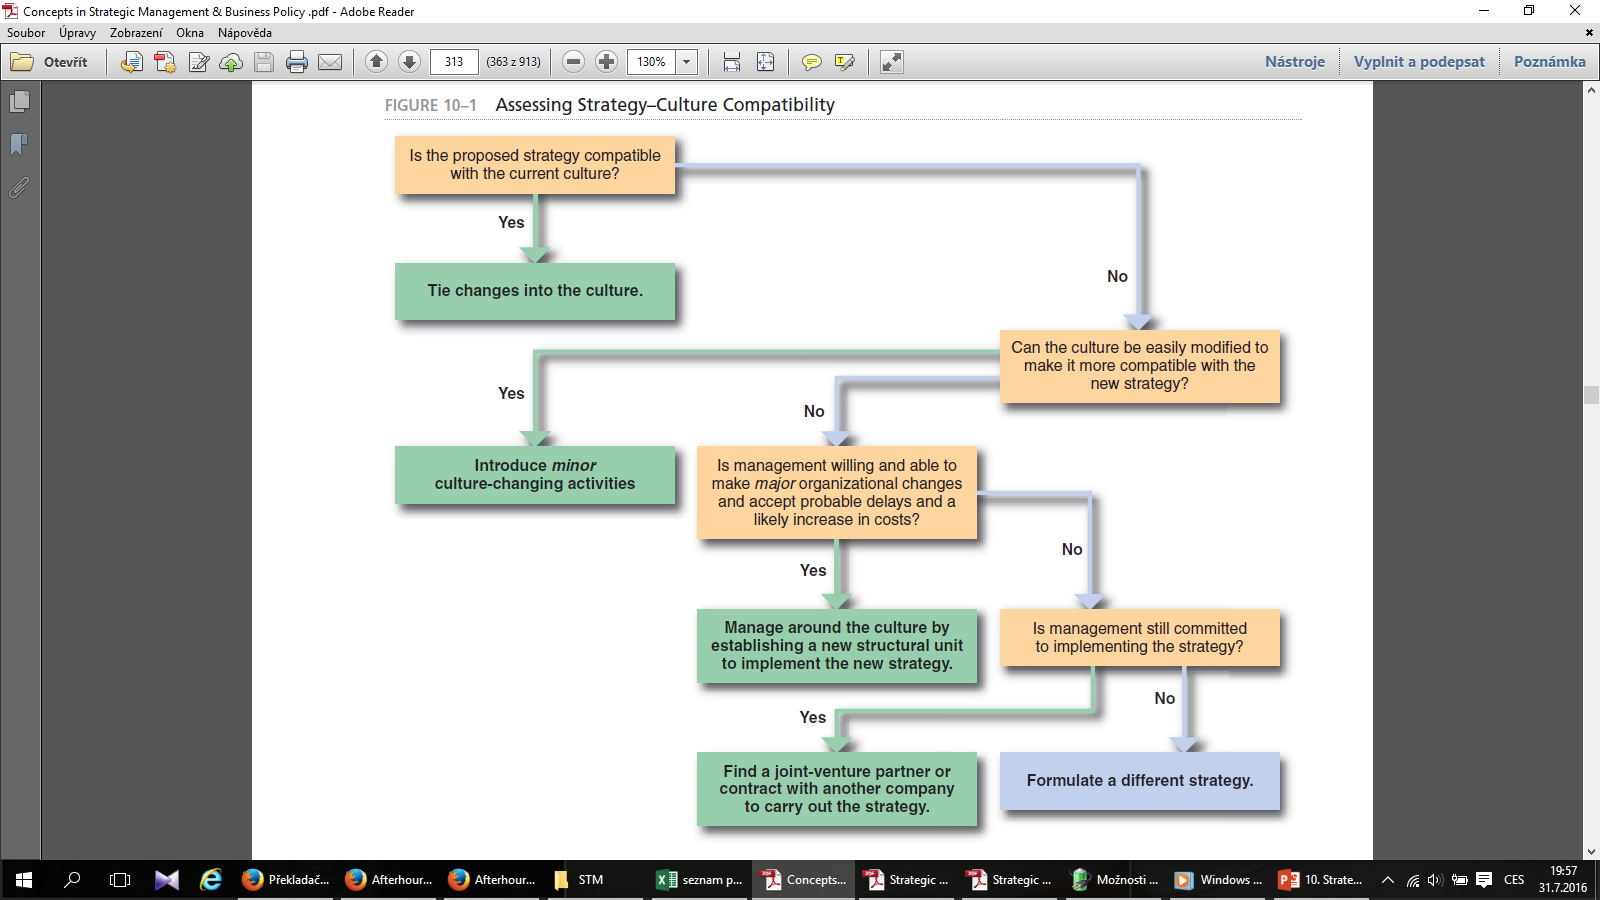 Concepts in Strategic Management & Business Policy .pdf - Adobe Reader
Soubor Úpravy Zobrazení Okna Nápověda
Otevřít 313 (363 z 913) 130% Nástroje Vyplnit a podepsat Poznámka
FIGURE 10–1 Assessing Strategy–Culture Compatibility
Is the proposed strategy compatible
with the current culture?
Yes
Tie changes into the culture.
No
Can the culture be easily modified to
make it more compatible with the
new strategy?
Yes
No
Introduce minor
culture-changing activities
Is management willing and able to
make major organizational changes
and accept probable delays and a
likely increase in costs?
No
Yes
Manage around the culture by
establishing a new structural unit
to implement the new strategy.
Is management still committed
to implementing the strategy?
No
Yes
Find a joint-venture partner or
contract with another company
to carry out the strategy.
Formulate a different strategy.
Překladač... Afterhour... Afterhour... STM seznam p... Concepts... Strategic ... Strategic ... Možnosti ... Windows ... 10. Strate... CES 19:57
31.7.2016